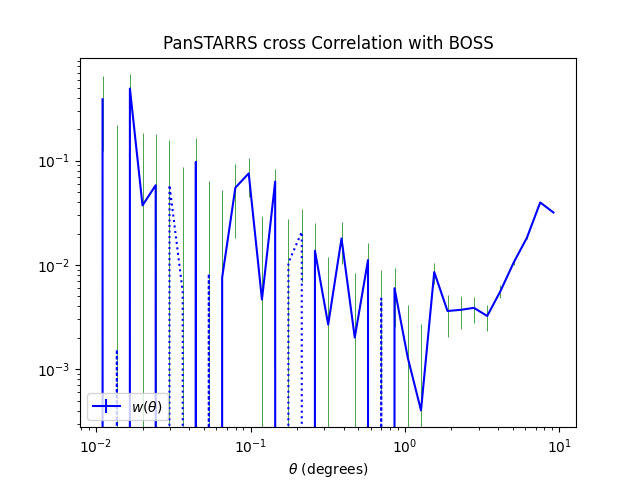 PanSTARRS cross Correlation with BOSS
10⁻¹
10⁻²
10⁻³
w(θ)
10⁻² 10⁻¹ 10⁰ 10¹
θ (degrees)